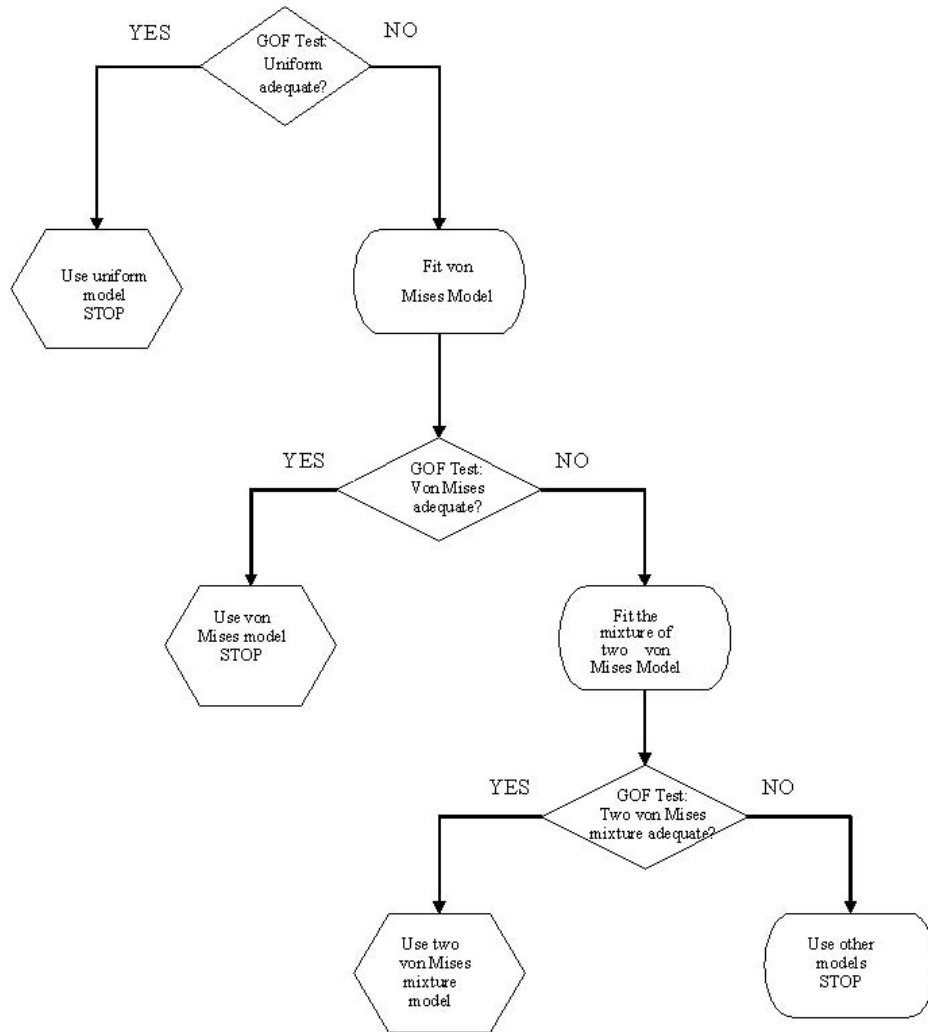 YES
NO
GOF Test:
Uniform
adequate?
Use uniform
model
STOP
Fit von
Mises Model
YES
NO
GOF Test:
Von Mises
adequate?
Use von
Mises model
STOP
Fit the
mixture of
two von
Mises Model
YES
NO
GOF Test:
Two von Mises
mixture adequate?
Use two
von Mises
mixture
model
Use other
models
STOP